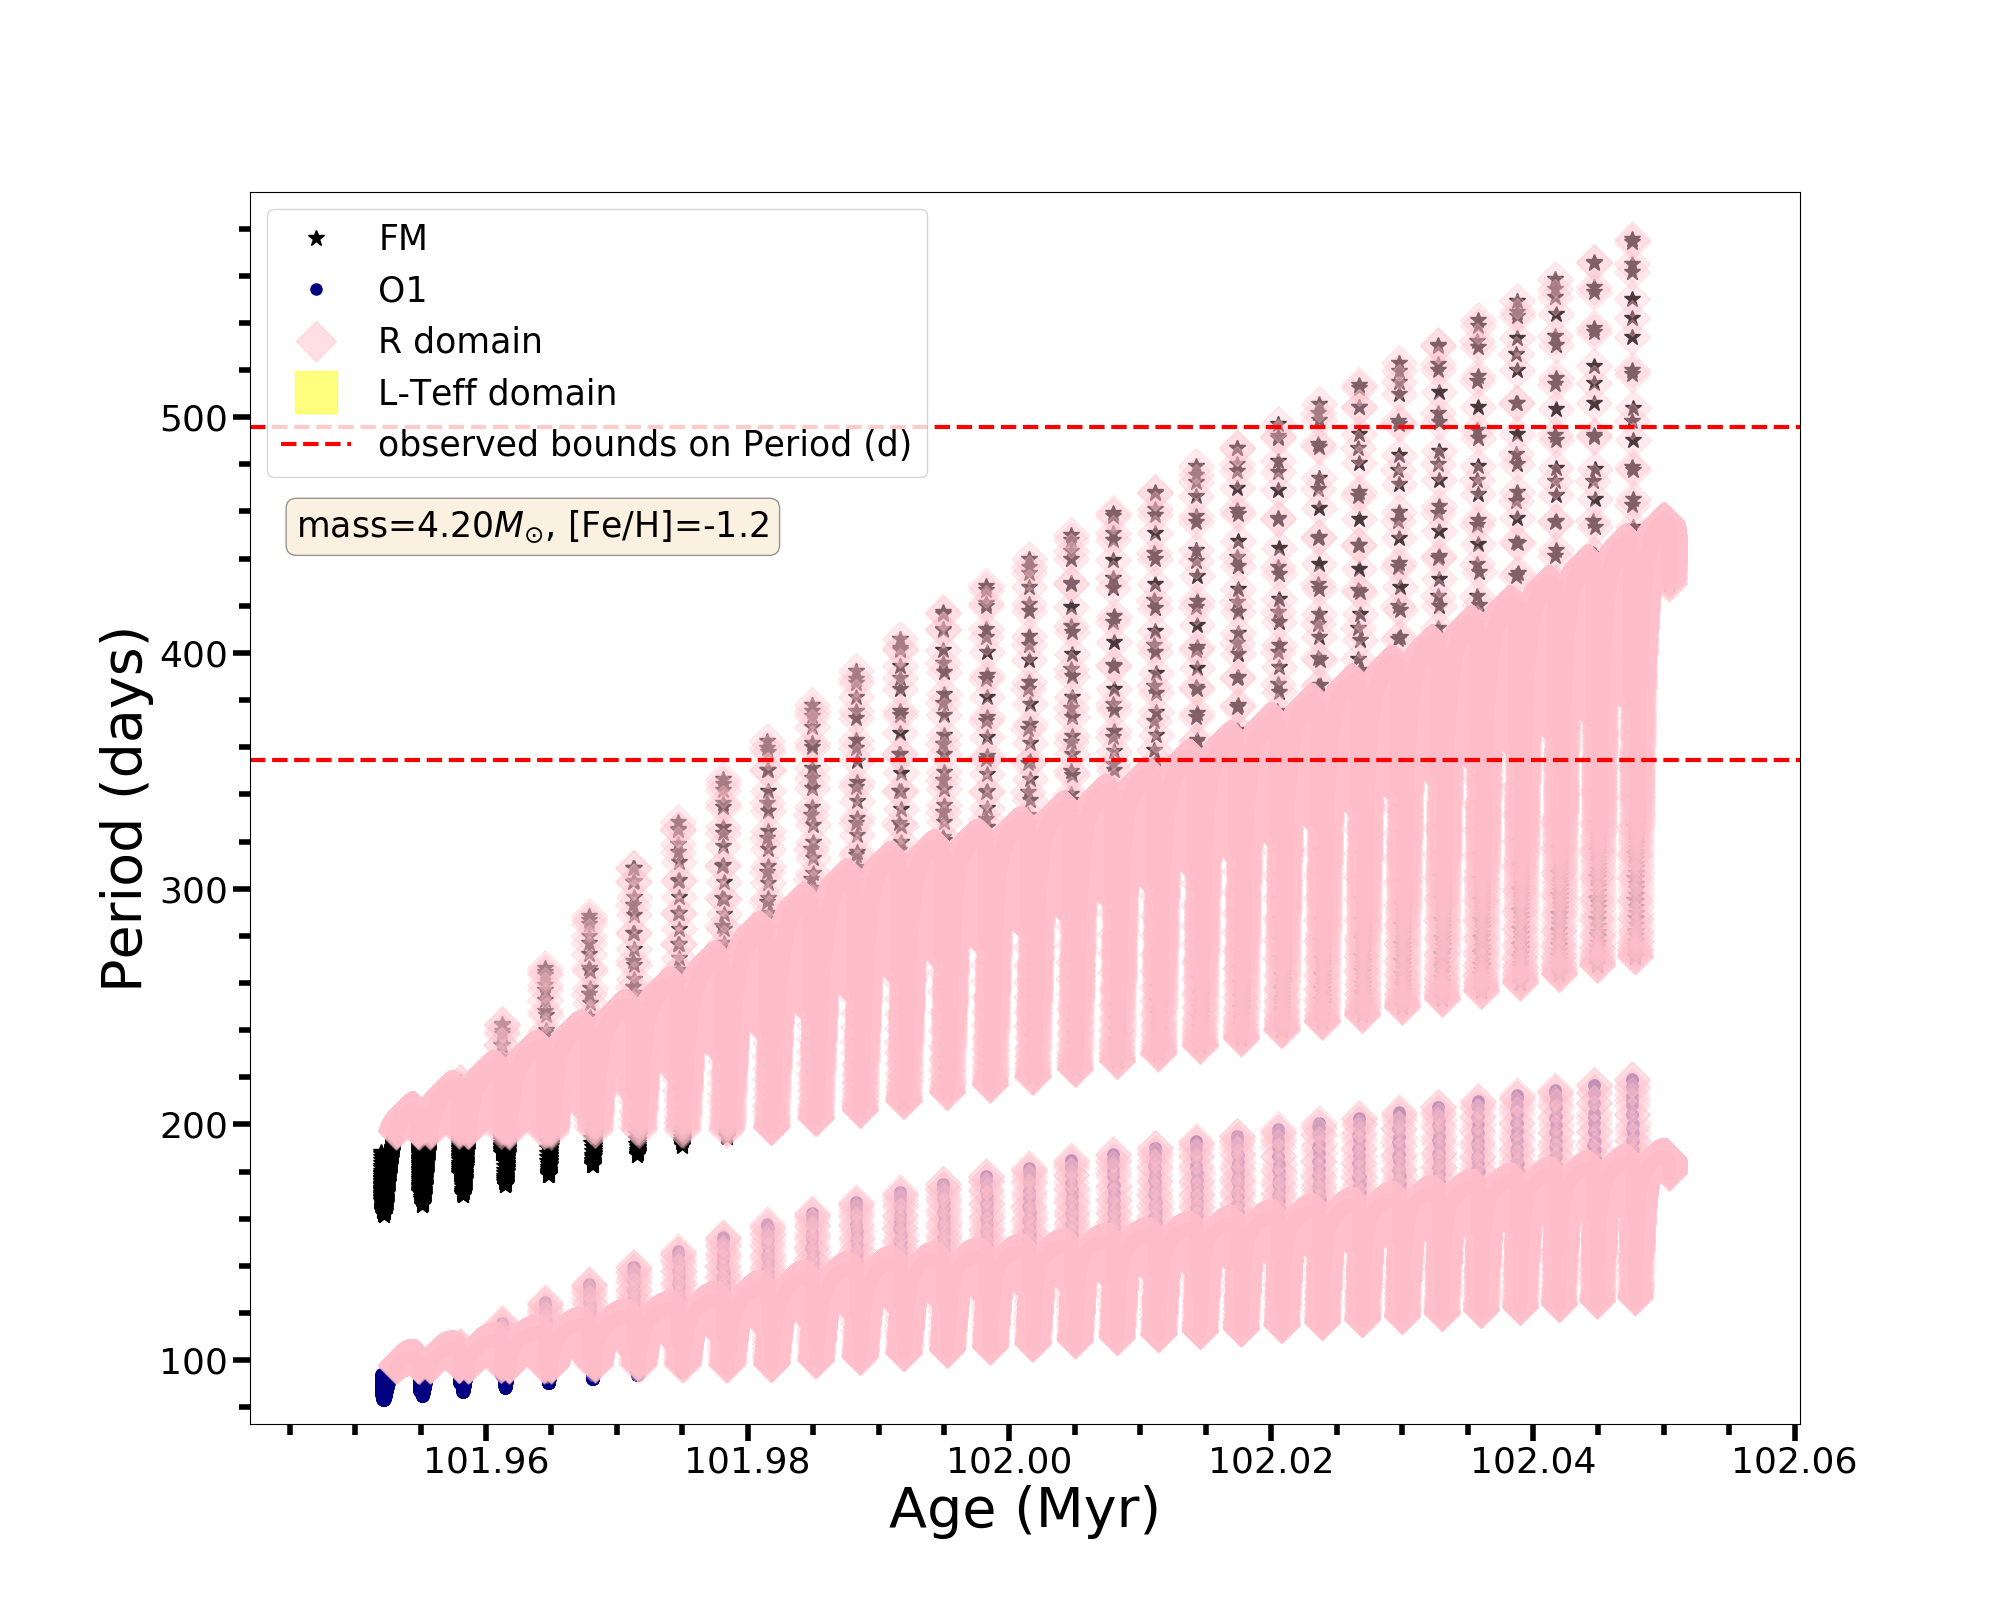 FM
O1
R domain
L-Teff domain
observed bounds on Period (d)
mass=4.20M⊙, [Fe/H]=-1.2
500
400
300
200
100
Period (days)
101.96 101.98 102.00 102.02 102.04 102.06
Age (Myr)